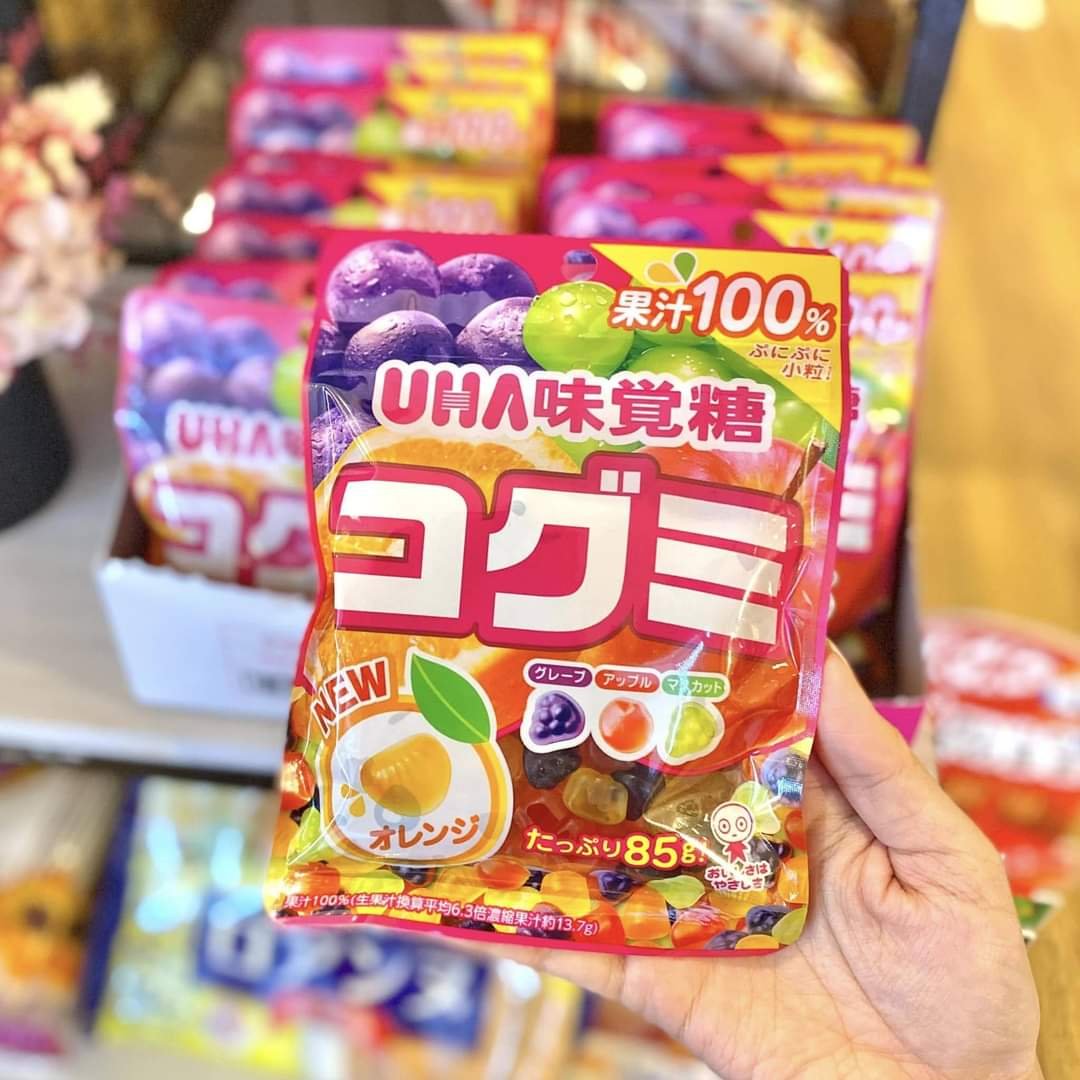 果汁100%
ぷにぷに
小粒!
UHA味覚糖
コグミ
NEW
グレープ アップル マスカット
オレンジ
たっぷり85g!
おいしさは
やさしさ
果汁100%(生果汁換算平均6.3倍濃縮果汁約13.7g)
UHA
コグ
100